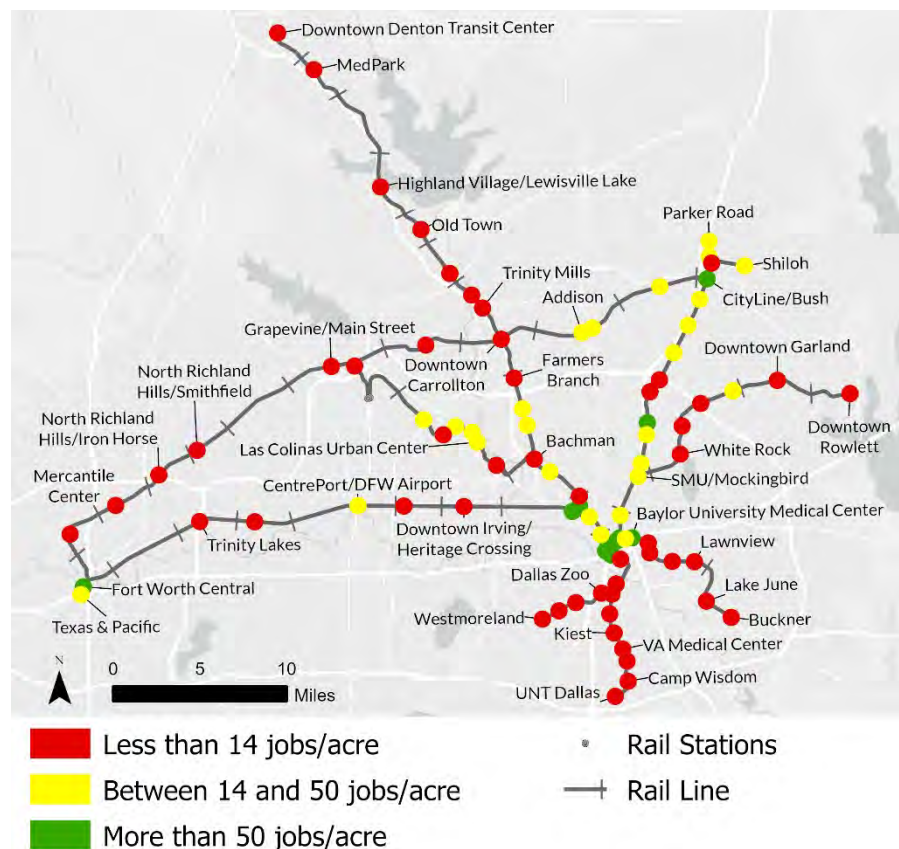 Downtown Denton Transit Center
MedPark
Highland Village/Lewisville Lake
Old Town
Parker Road
Shiloh
Trinity Mills
Addison
CityLine/Bush
Grapevine/Main Street
Downtown
Carrollton
Farmers
Branch
Downtown Garland
North Richland
Hills/Smithfield
North Richland
Hills/Iron Horse
Downtown
Rowlett
Las Colinas Urban Center
Bachman
White Rock
Mercantile
Center
CentrePort/DFW Airport
SMU/Mockingbird
Trinity Lakes
Downtown Irving/
Heritage Crossing
Baylor University Medical Center
Lawnview
Fort Worth Central
Texas & Pacific
Dallas Zoo
Lake June
Westmoreland
Buckner
Kiest
VA Medical Center
Camp Wisdom
UNT Dallas
N
0 5 10
Miles
Less than 14 jobs/acre
Between 14 and 50 jobs/acre
More than 50 jobs/acre
Rail Stations
Rail Line